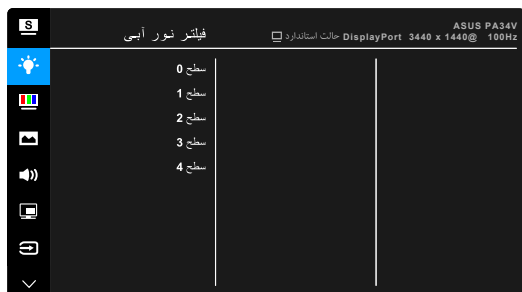 S
فیلتر نور آبی
ASUS PA34V
حالت استاندارد DisplayPort 3440 x 1440@ 100Hz
سطح 0
سطح 1
سطح 2
سطح 3
سطح 4